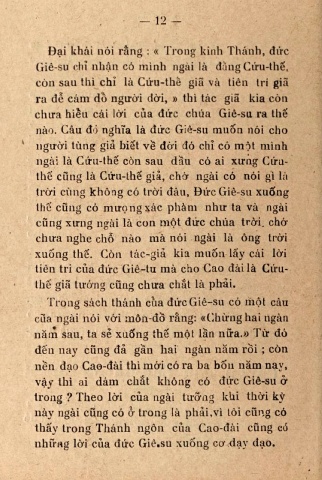 — 12 —
Đại khái nói rằng : « Trong kinh Thánh, đức
Giê-su chỉ nhận có mình ngài là đấng Cứu-thế,
còn sau thì chỉ là Cứu-thế giã và tiên tri giã
ra để cám dỗ người đời, » thì tác giã kia còn
chưa hiểu cái lời của đức chúa Giê-su ra thế
nào. Câu đó nghĩa là đức Giê-su muốn nói cho
người tùng giả biết về đời đó chỉ có một mình
ngài là Cứu-thế còn sau dầu có ai xưng Cứu-
thế cũng là Cứu-thế giả, chờ ngài có nói gì là
trời cùng không có trời đâu, Đức Giê-su xuống
thế cũng có mượng xác phàm như ta và ngài
cũng xưng ngài là con một đức chúa trời, chớ
chưa nghe chỗ nào mà nói ngài là ông trời
xuống thế. Còn tác-giả kia muốn lấy cái lời
tiên tri của đức Giê-tu mà cho Cao đài là Cứu-
thế giã tưởng cũng chưa chắt là phải.
Trong sách thánh của đức Giê-su có một câu
cũa ngài nói với môn-đồ rằng: «Chừng hai ngàn
năm sau, ta sẽ xuống thế một lần nữa.» Từ đó
đến nay cũng đã gần hai ngàn năm rồi ; còn
nền đạo Cao-đài thì mới có ra ba bốn năm nay,
vậy thì ai dám chắt không có đức Giê-su ở
trong ? Theo lời của ngài tưởng khi thời kỳ
này ngài cũng có ở trong là phải, vì tôi cũng có
thấy trong Thánh ngôn của Cao-đài cũng có
những lời của đức Giê-su xuống cơ dạy đạo.